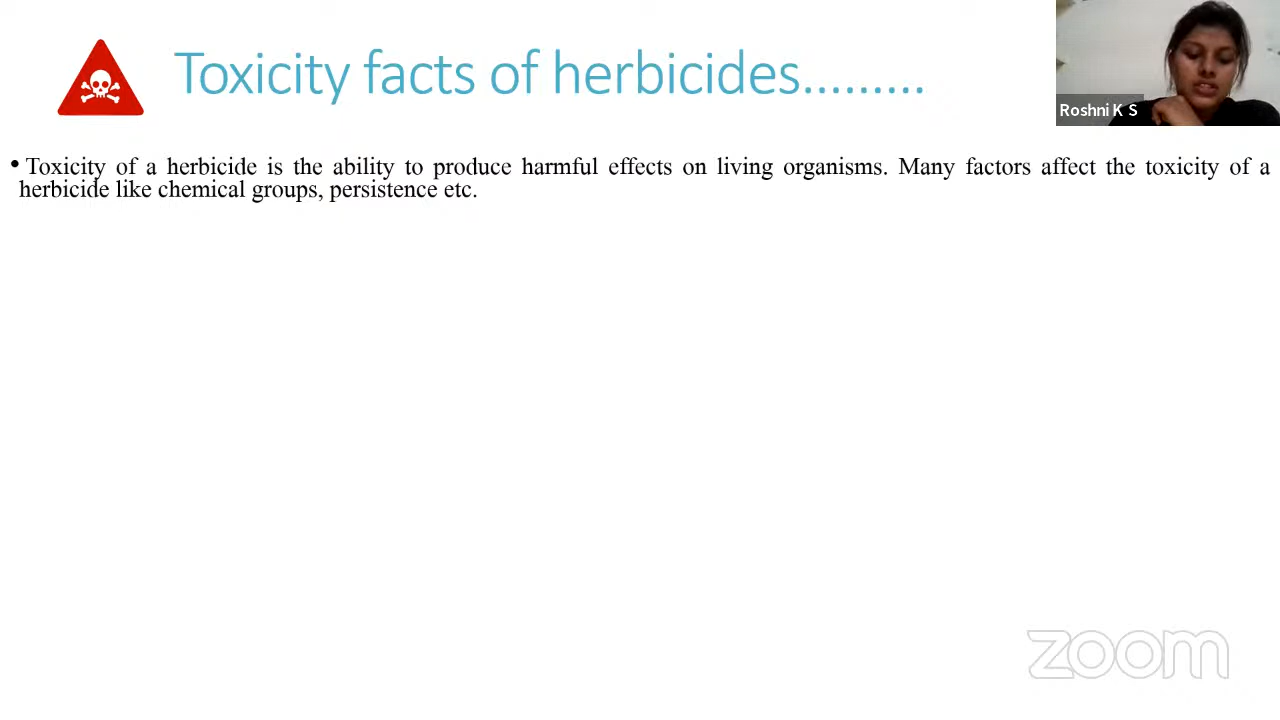 Toxicity facts of herbicides.........
Roshni K S
• Toxicity of a herbicide is the ability to produce harmful effects on living organisms. Many factors affect the toxicity of a
herbicide like chemical groups, persistence etc.
zoom